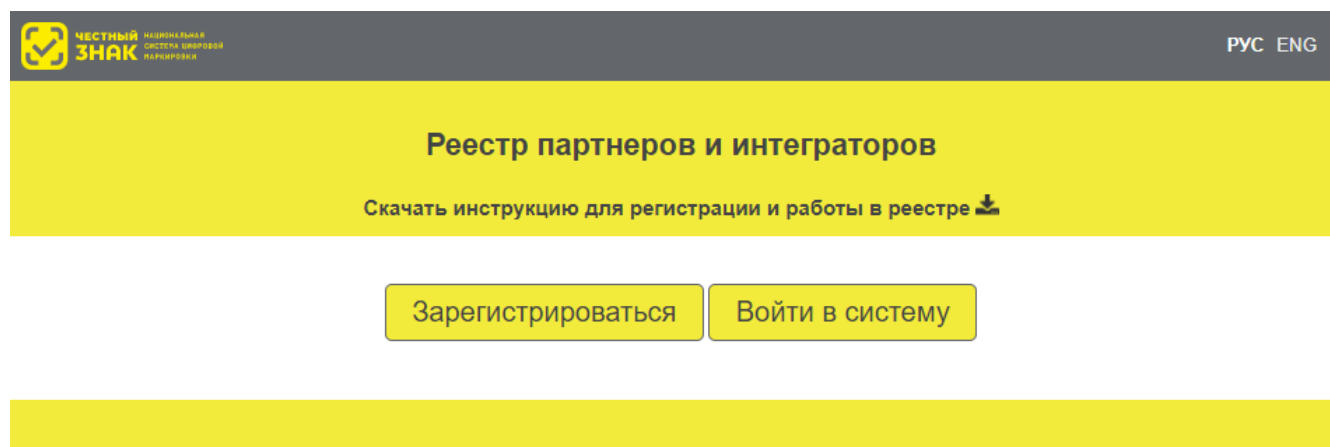 ЧЕСТНЫЙ НАЦИОНАЛЬНАЯ
ЗНАК СИСТЕМА ЦИФРОВОЙ
МАРКИРОВКИ
РУС ENG
Реестр партнеров и интеграторов
Скачать инструкцию для регистрации и работы в реестре
Зарегистрироваться
Войти в систему